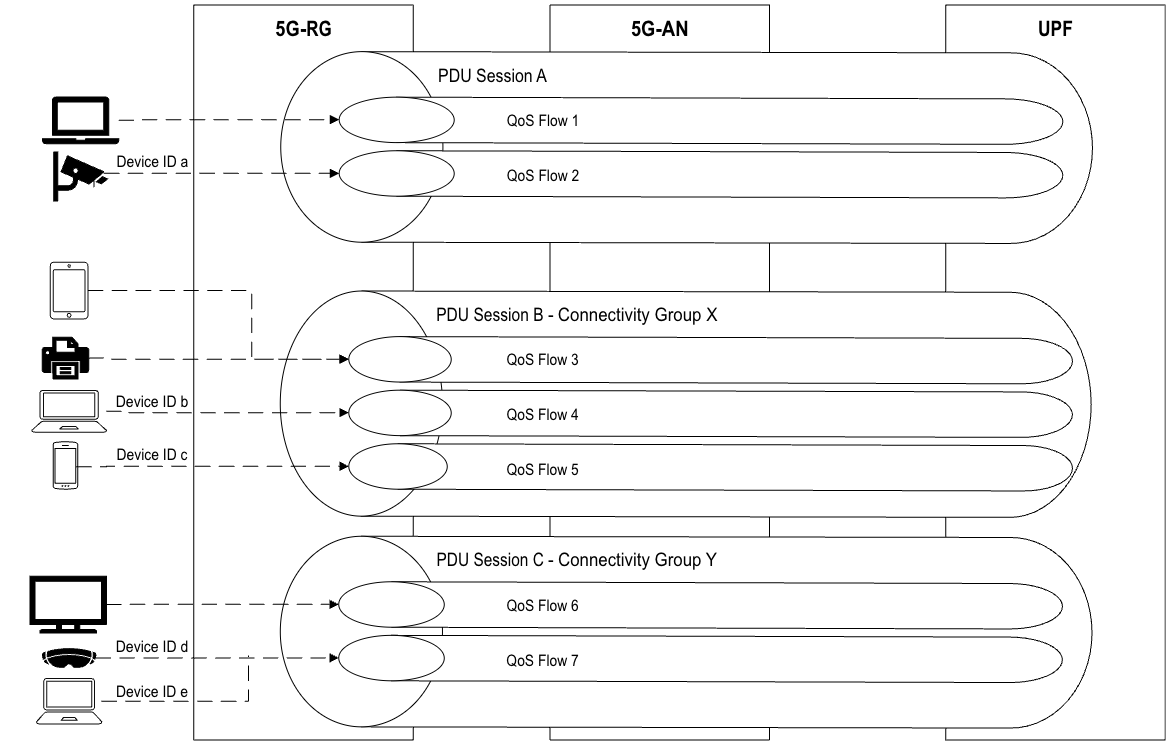 5G-RG
5G-AN
UPF
PDU Session A
QoS Flow 1
Device ID a
QoS Flow 2
PDU Session B - Connectivity Group X
QoS Flow 3
Device ID b
QoS Flow 4
Device ID c
QoS Flow 5
PDU Session C - Connectivity Group Y
QoS Flow 6
Device ID d
QoS Flow 7
Device ID e